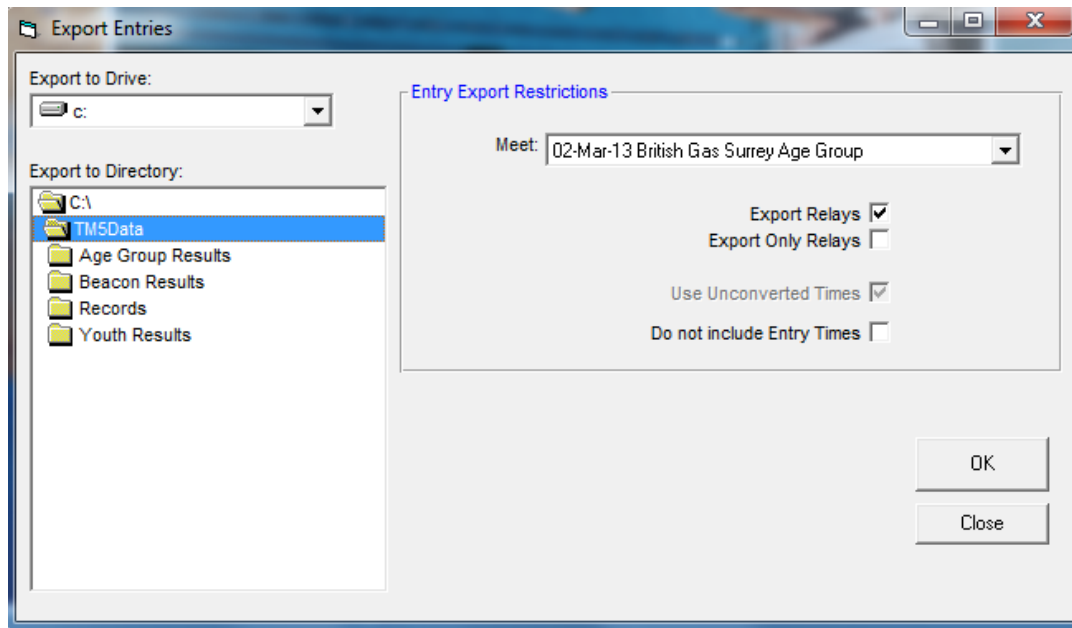 Export Entries
Export to Drive:
c:
Export to Directory:
C:\
TM5Data
Age Group Results
Beacon Results
Records
Youth Results
Entry Export Restrictions
Meet: 02-Mar-13 British Gas Surrey Age Group
Export Relays
Export Only Relays
Use Unconverted Times
Do not include Entry Times
OK
Close